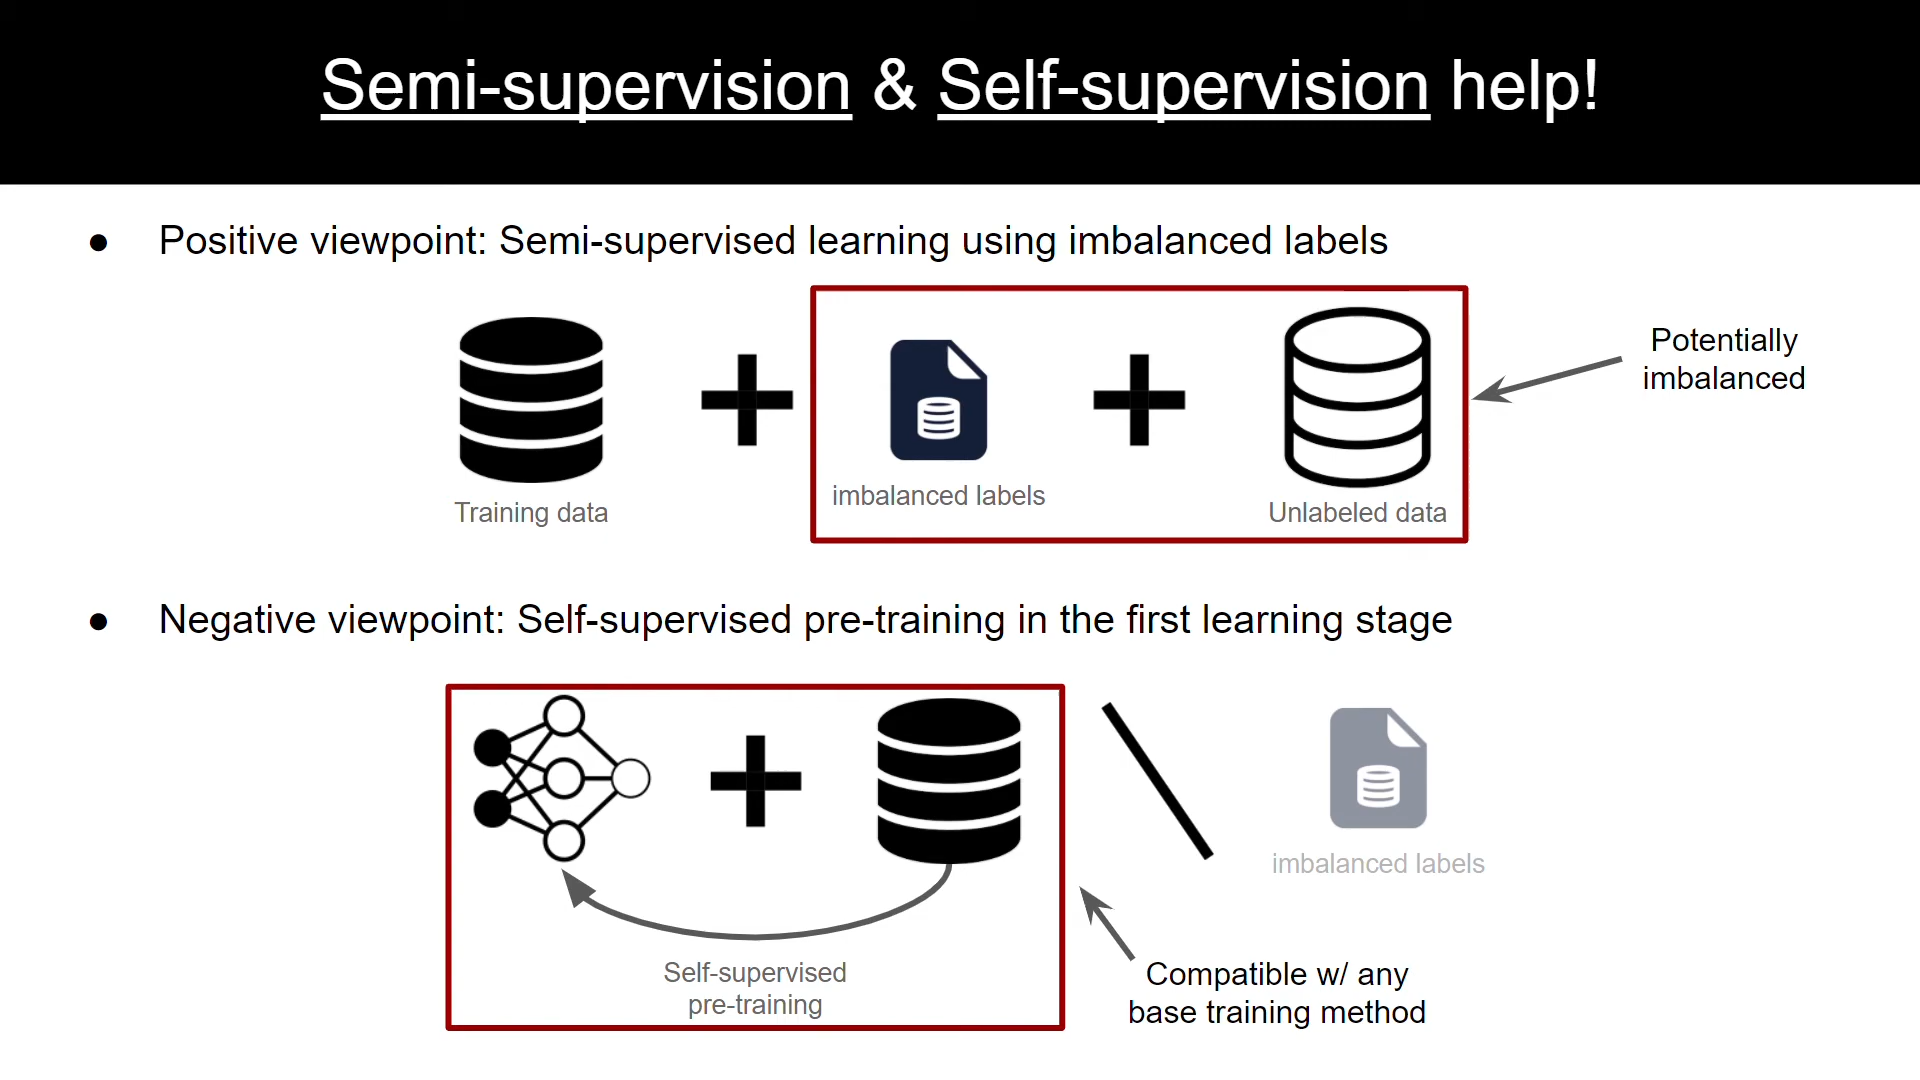 Semi-supervision & Self-supervision help!
● Positive viewpoint: Semi-supervised learning using imbalanced labels
Training data
imbalanced labels
Unlabeled data
Potentially
imbalanced
● Negative viewpoint: Self-supervised pre-training in the first learning stage
Self-supervised
pre-training
imbalanced labels
Compatible w/ any
base training method